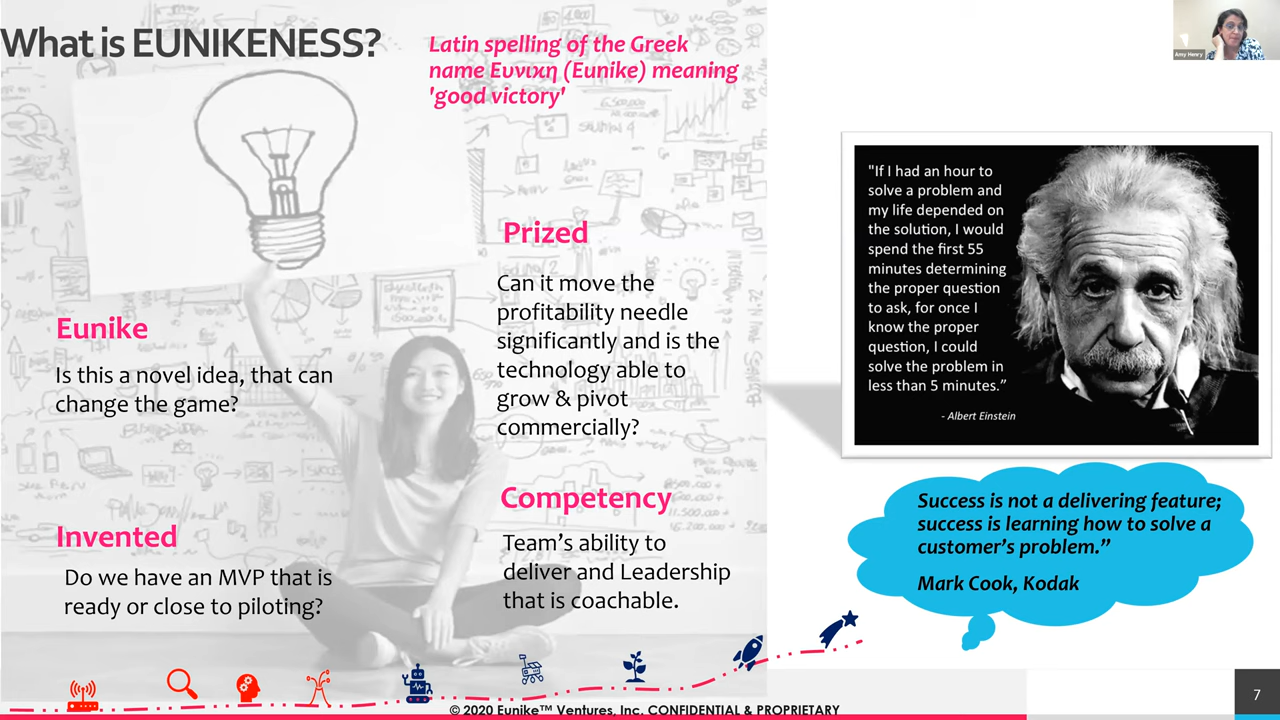 What is EUNIKENESS?
Latin spelling of the Greek
name Ευνιχη (Eunike) meaning
'good victory'
Amy Henry
Eunike
Is this a novel idea, that can
change the game?
Invented
Do we have an MVP that is
ready or close to piloting?
Prized
Can it move the
profitability needle
significantly and is the
technology able to
grow & pivot
commercially?
Competency
Team's ability to
deliver and Leadership
that is coachable.
"If I had an hour to
solve a problem and
my life depended on
the solution, I would
spend the first 55
minutes determining
the proper question
to ask, for once I
know the proper
question, I could
solve the problem in
less than 5 minutes.”
- Albert Einstein
Success is not a delivering feature;
success is learning how to solve a
customer's problem.”
Mark Cook, Kodak
© 2020 Eunike™ Ventures, Inc. CONFIDENTIAL & PROPRIETARY
7